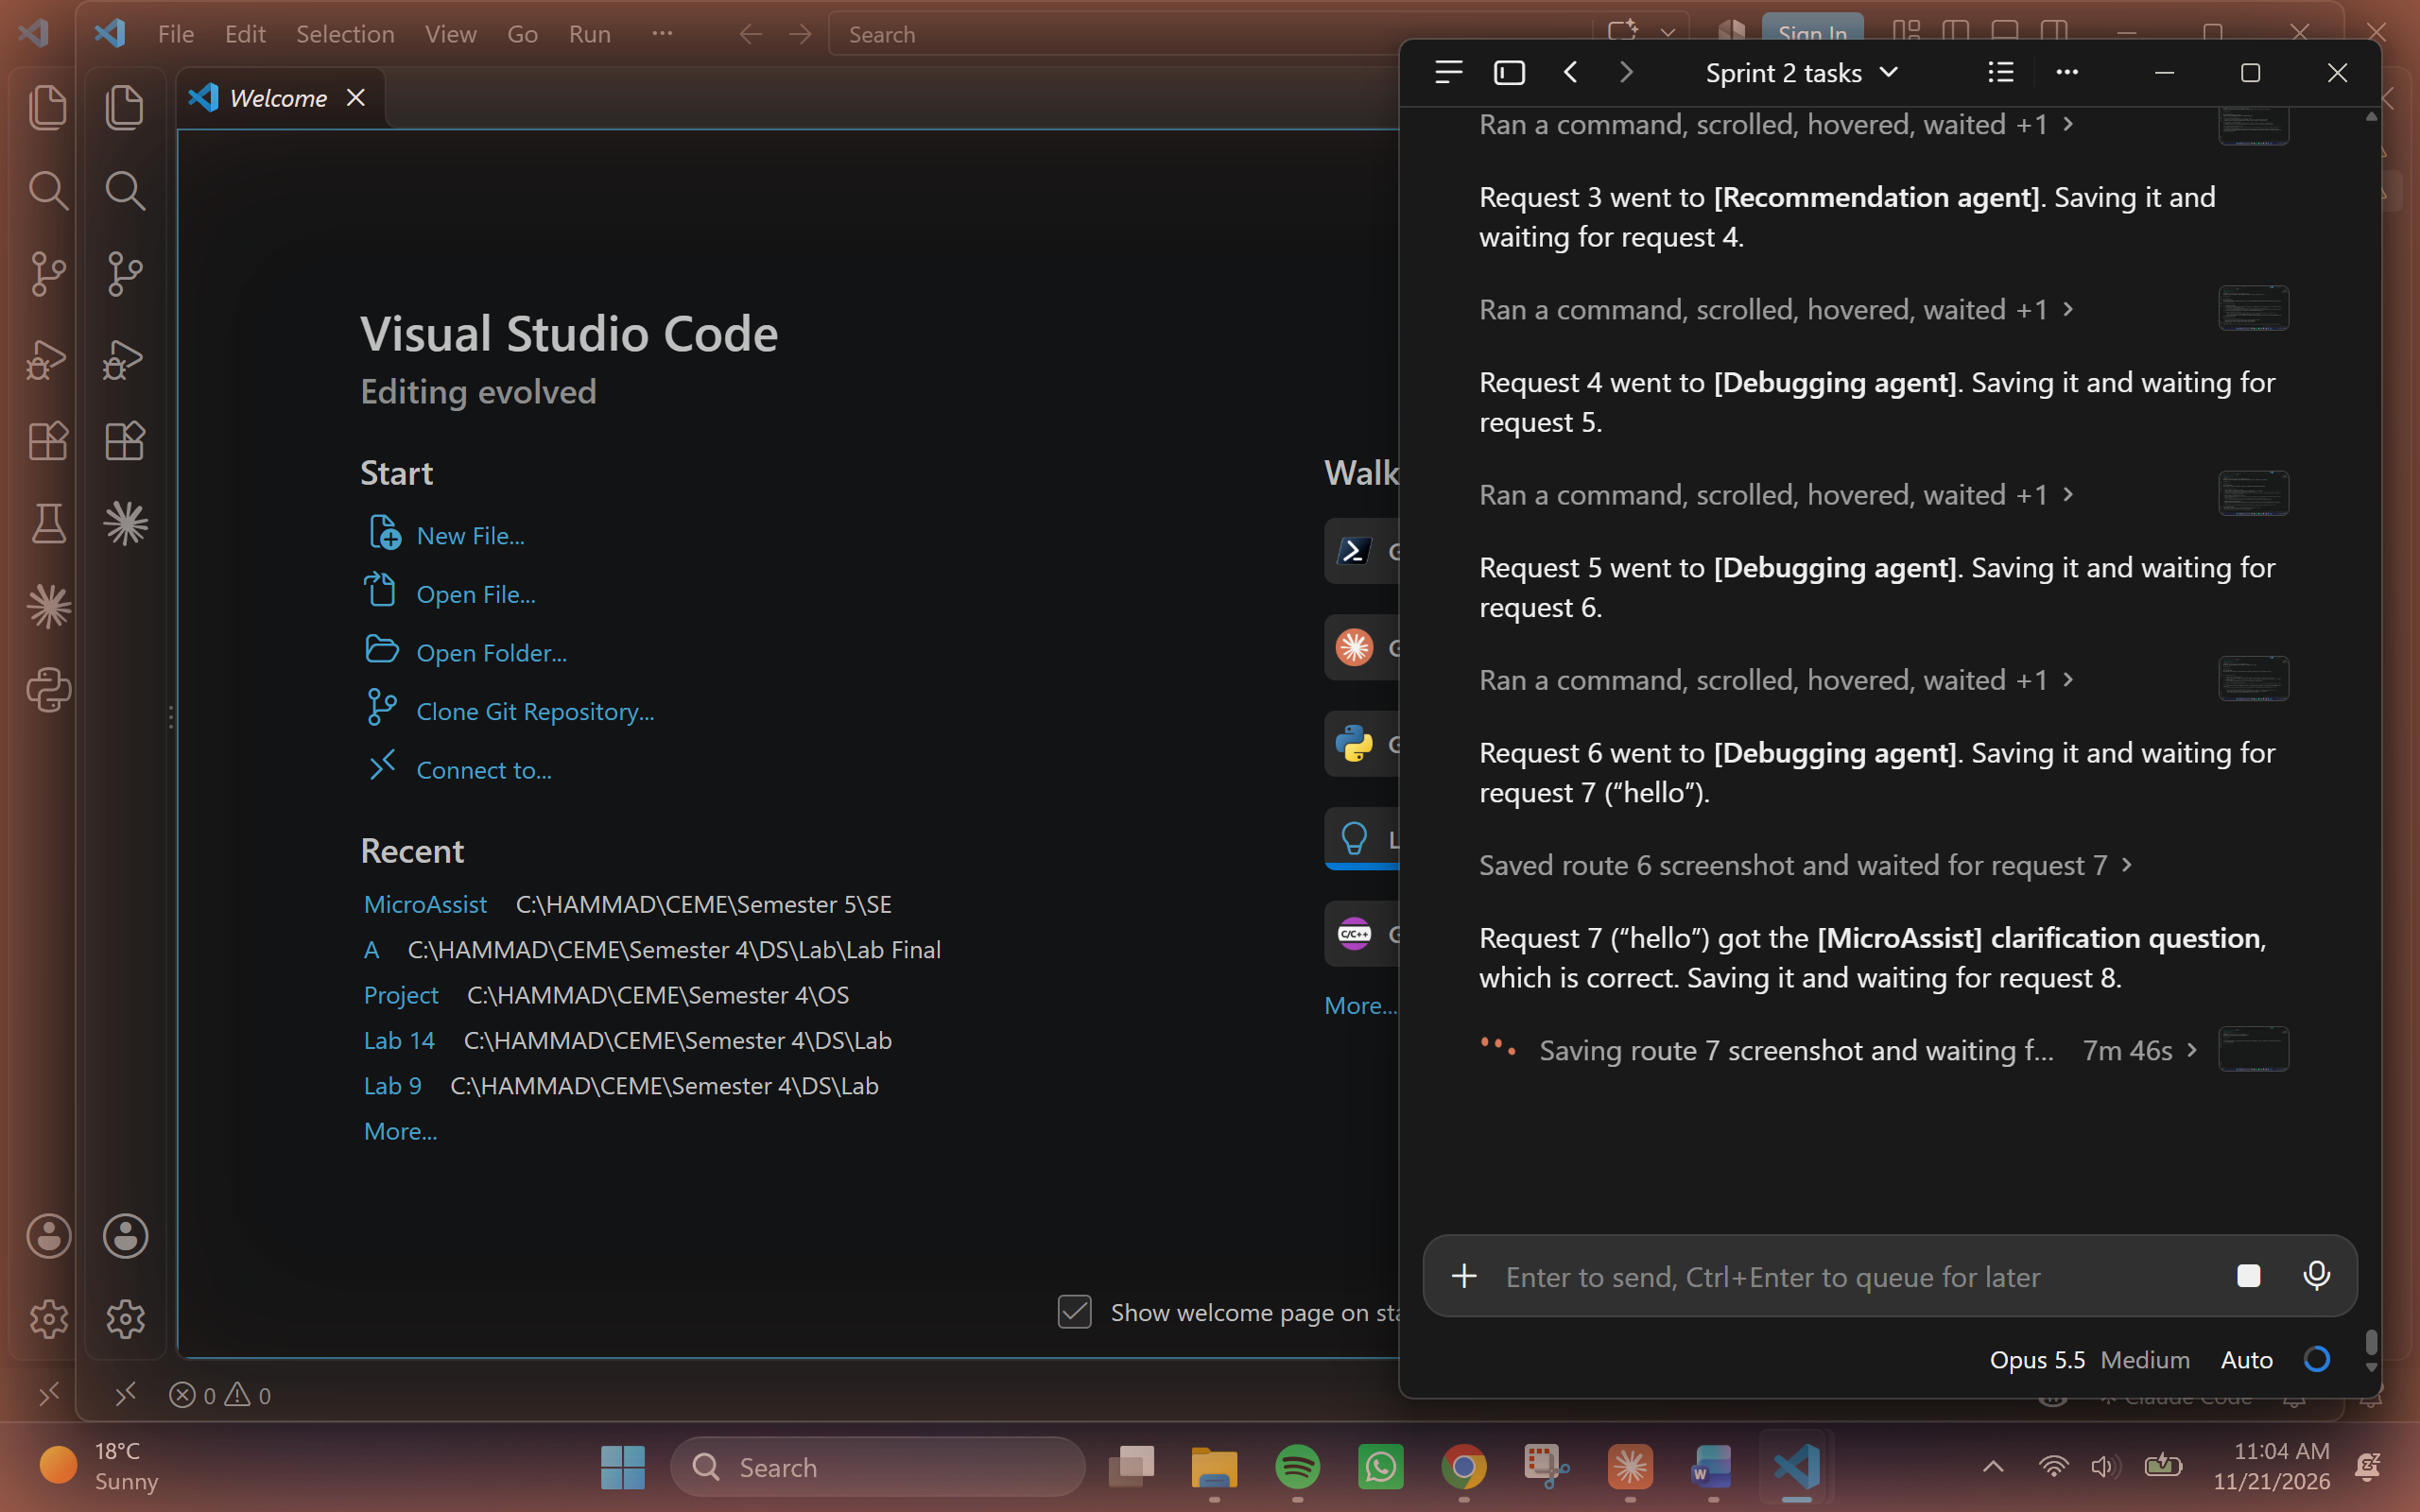 File Edit Selection View Go Run ···
Search
Sign In
Welcome
Visual Studio Code
Editing evolved
Start
New File...
Open File...
Open Folder...
Clone Git Repository...
Connect to...
Recent
MicroAssist C:\HAMMAD\CEME\Semester 5\SE
A C:\HAMMAD\CEME\Semester 4\DS\Lab\Lab Final
Project C:\HAMMAD\CEME\Semester 4\OS
Lab 14 C:\HAMMAD\CEME\Semester 4\DS\Lab
Lab 9 C:\HAMMAD\CEME\Semester 4\DS\Lab
More...
Walk
C/C++
More...
Show welcome page on sta
0 0
Claude Code
Sprint 2 tasks
Ran a command, scrolled, hovered, waited +1
Request 3 went to [Recommendation agent]. Saving it and
waiting for request 4.
Ran a command, scrolled, hovered, waited +1
Request 4 went to [Debugging agent]. Saving it and waiting for
request 5.
Ran a command, scrolled, hovered, waited +1
Request 5 went to [Debugging agent]. Saving it and waiting for
request 6.
Ran a command, scrolled, hovered, waited +1
Request 6 went to [Debugging agent]. Saving it and waiting for
request 7 (“hello”).
Saved route 6 screenshot and waited for request 7
Request 7 (“hello”) got the [MicroAssist] clarification question,
which is correct. Saving it and waiting for request 8.
Saving route 7 screenshot and waiting f... 7m 46s
Enter to send, Ctrl+Enter to queue for later
Opus 5.5 Medium Auto
18°C
Sunny
Search
11:04 AM
11/21/2026